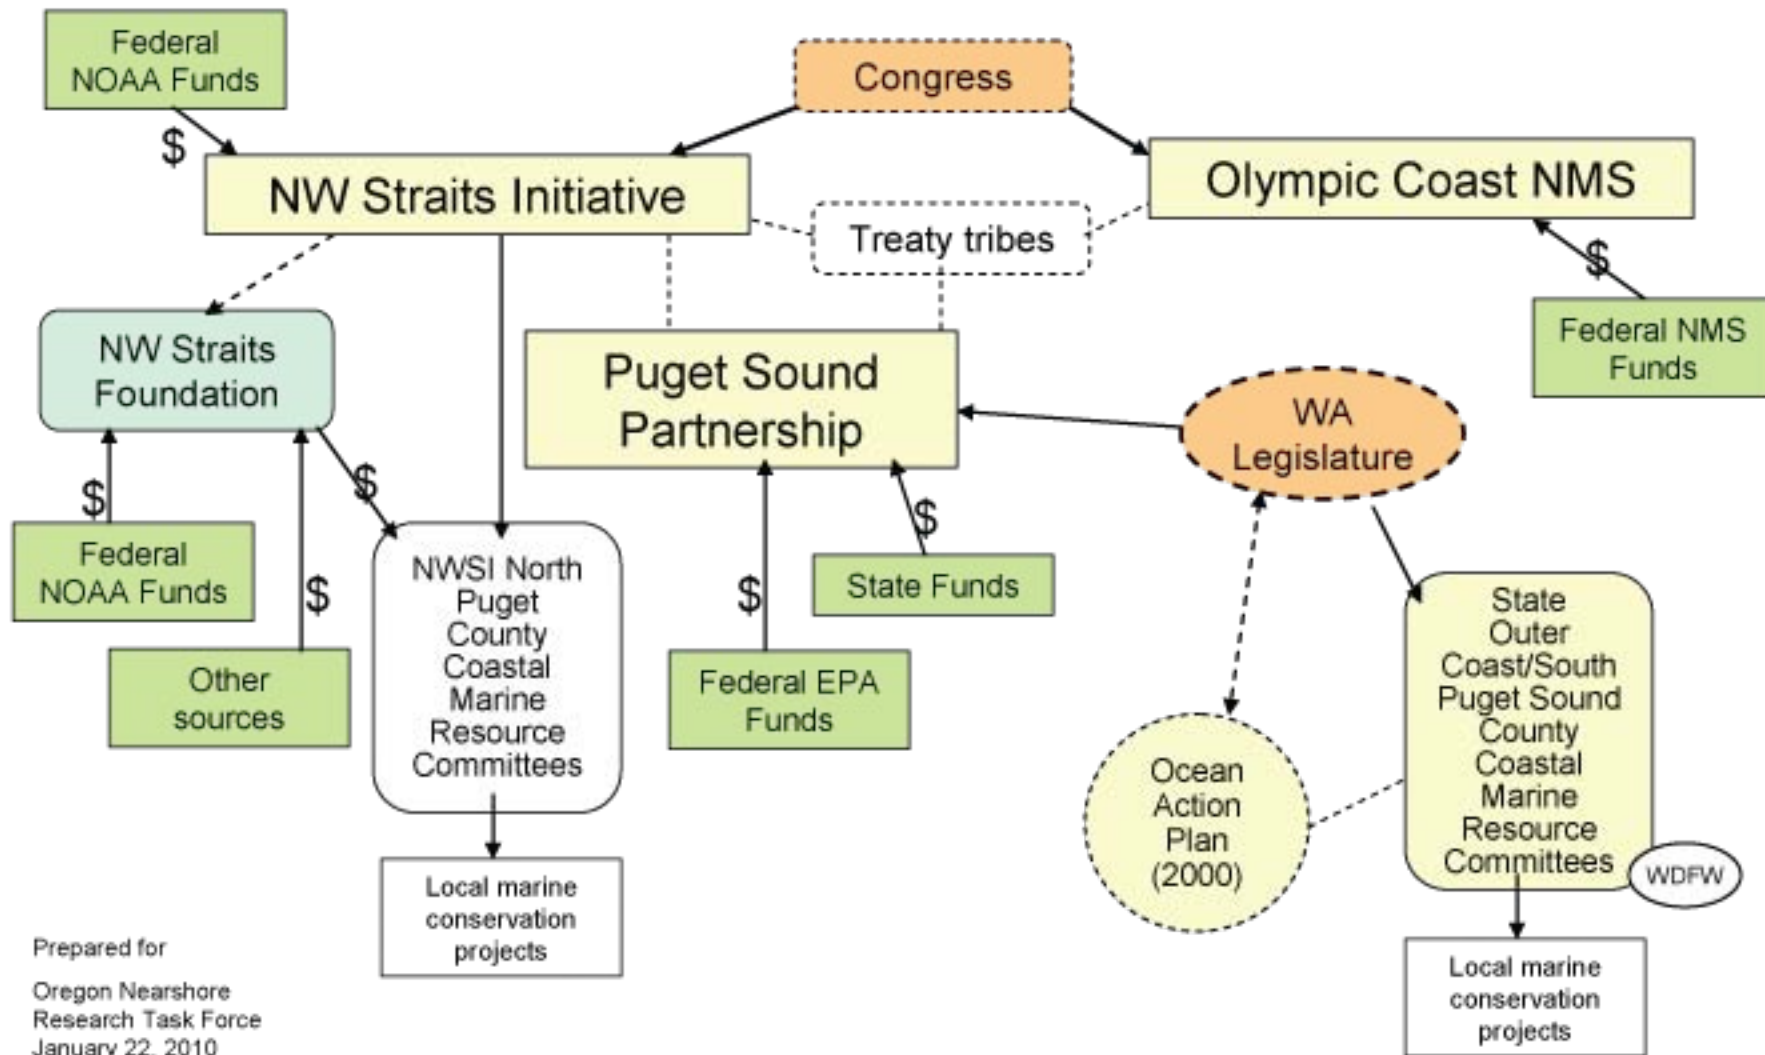 Federal
NOAA Funds
Congress
$
NW Straits Initiative
Olympic Coast NMS
Treaty tribes
$
NW Straits
Foundation
Puget Sound
Partnership
Federal NMS
Funds
WA
Legislature
$
$
$
Federal
NOAA Funds
$
Other
sources
NWSI North
Puget
County
Coastal
Marine
Resource
Committees
$
State Funds
Federal EPA
Funds
State
Outer
Coast/South
Puget Sound
County
Coastal
Marine
Resource
Committees
WDFW
Ocean
Action
Plan
(2000)
Local marine
conservation
projects
Local marine
conservation
projects
Prepared for
Oregon Nearshore
Research Task Force
January 22, 2010